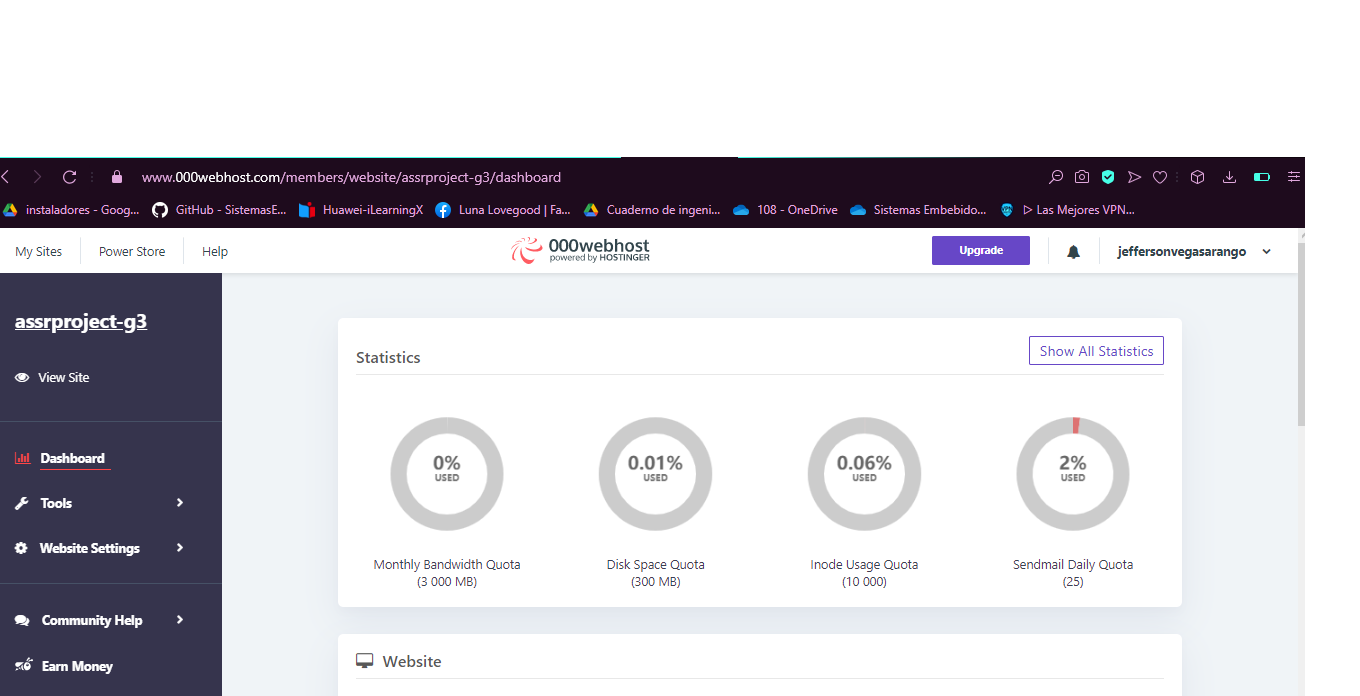 www.000webhost.com/members/website/assrproject-g3/dashboard
instaladores - Goog... GitHub - SistemasE... Huawei-iLearningX Luna Lovegood | Fa... Cuaderno de ingeni... 108 - OneDrive Sistemas Embebido... ▷ Las Mejores VPN...
My Sites Power Store Help 000webhost Upgrade jeffersonvegasarango
powered by HOSTINGER
assrproject-g3
View Site
Dashboard
Tools
Website Settings
Community Help
Earn Money
Statistics Show All Statistics
0% 0.01% 0.06% 2%
USED USED USED USED
Monthly Bandwidth Quota Disk Space Quota Inode Usage Quota Sendmail Daily Quota
(3 000 MB) (300 MB) (10 000) (25)
Website